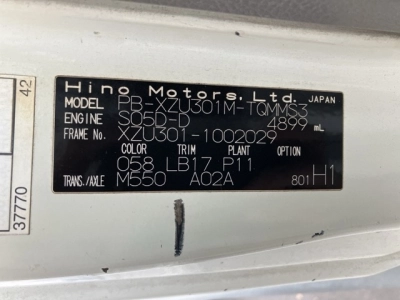 Hino Motors, Ltd. JAPAN
MODEL PB-XZU301M-TQMMS3
ENGINE S05D-D 4899 mL
FRAME No. XZU301-1002029
COLOR TRIM PLANT OPTION
058 LB17 P11
TRANS./AXLE M550 A02A 801 H1
42
37770